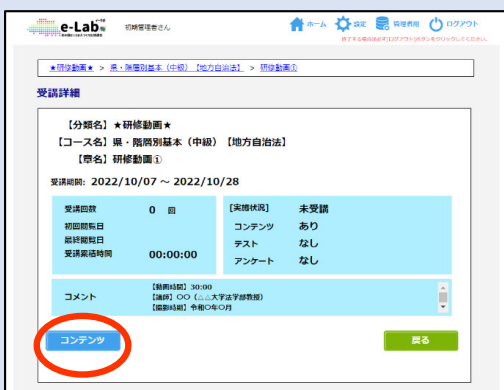 e-Lab
初期管理者さん
ホーム 設定 管理者用 ログアウト
終了する場合は必ず[ログアウト]ボタンをクリックしてください。
★研修動画★ > 県・階層別基本（中級）【地方自治法】 > 研修動画①
受講詳細
【分類名】★研修動画★
【コース名】県・階層別基本（中級）【地方自治法】
【章名】研修動画①
受講期間: 2022/10/07 ～ 2022/10/28
受講回数 0 回
初回閲覧日
最終閲覧日
受講累積時間 00:00:00
【実施状況】 未受講
コンテンツ あり
テスト なし
アンケート なし
コメント
【動画時間】30:00
【講師】〇〇（△△大学法学部教授）
【撮影時期】令和〇年〇月
コンテンツ
戻る